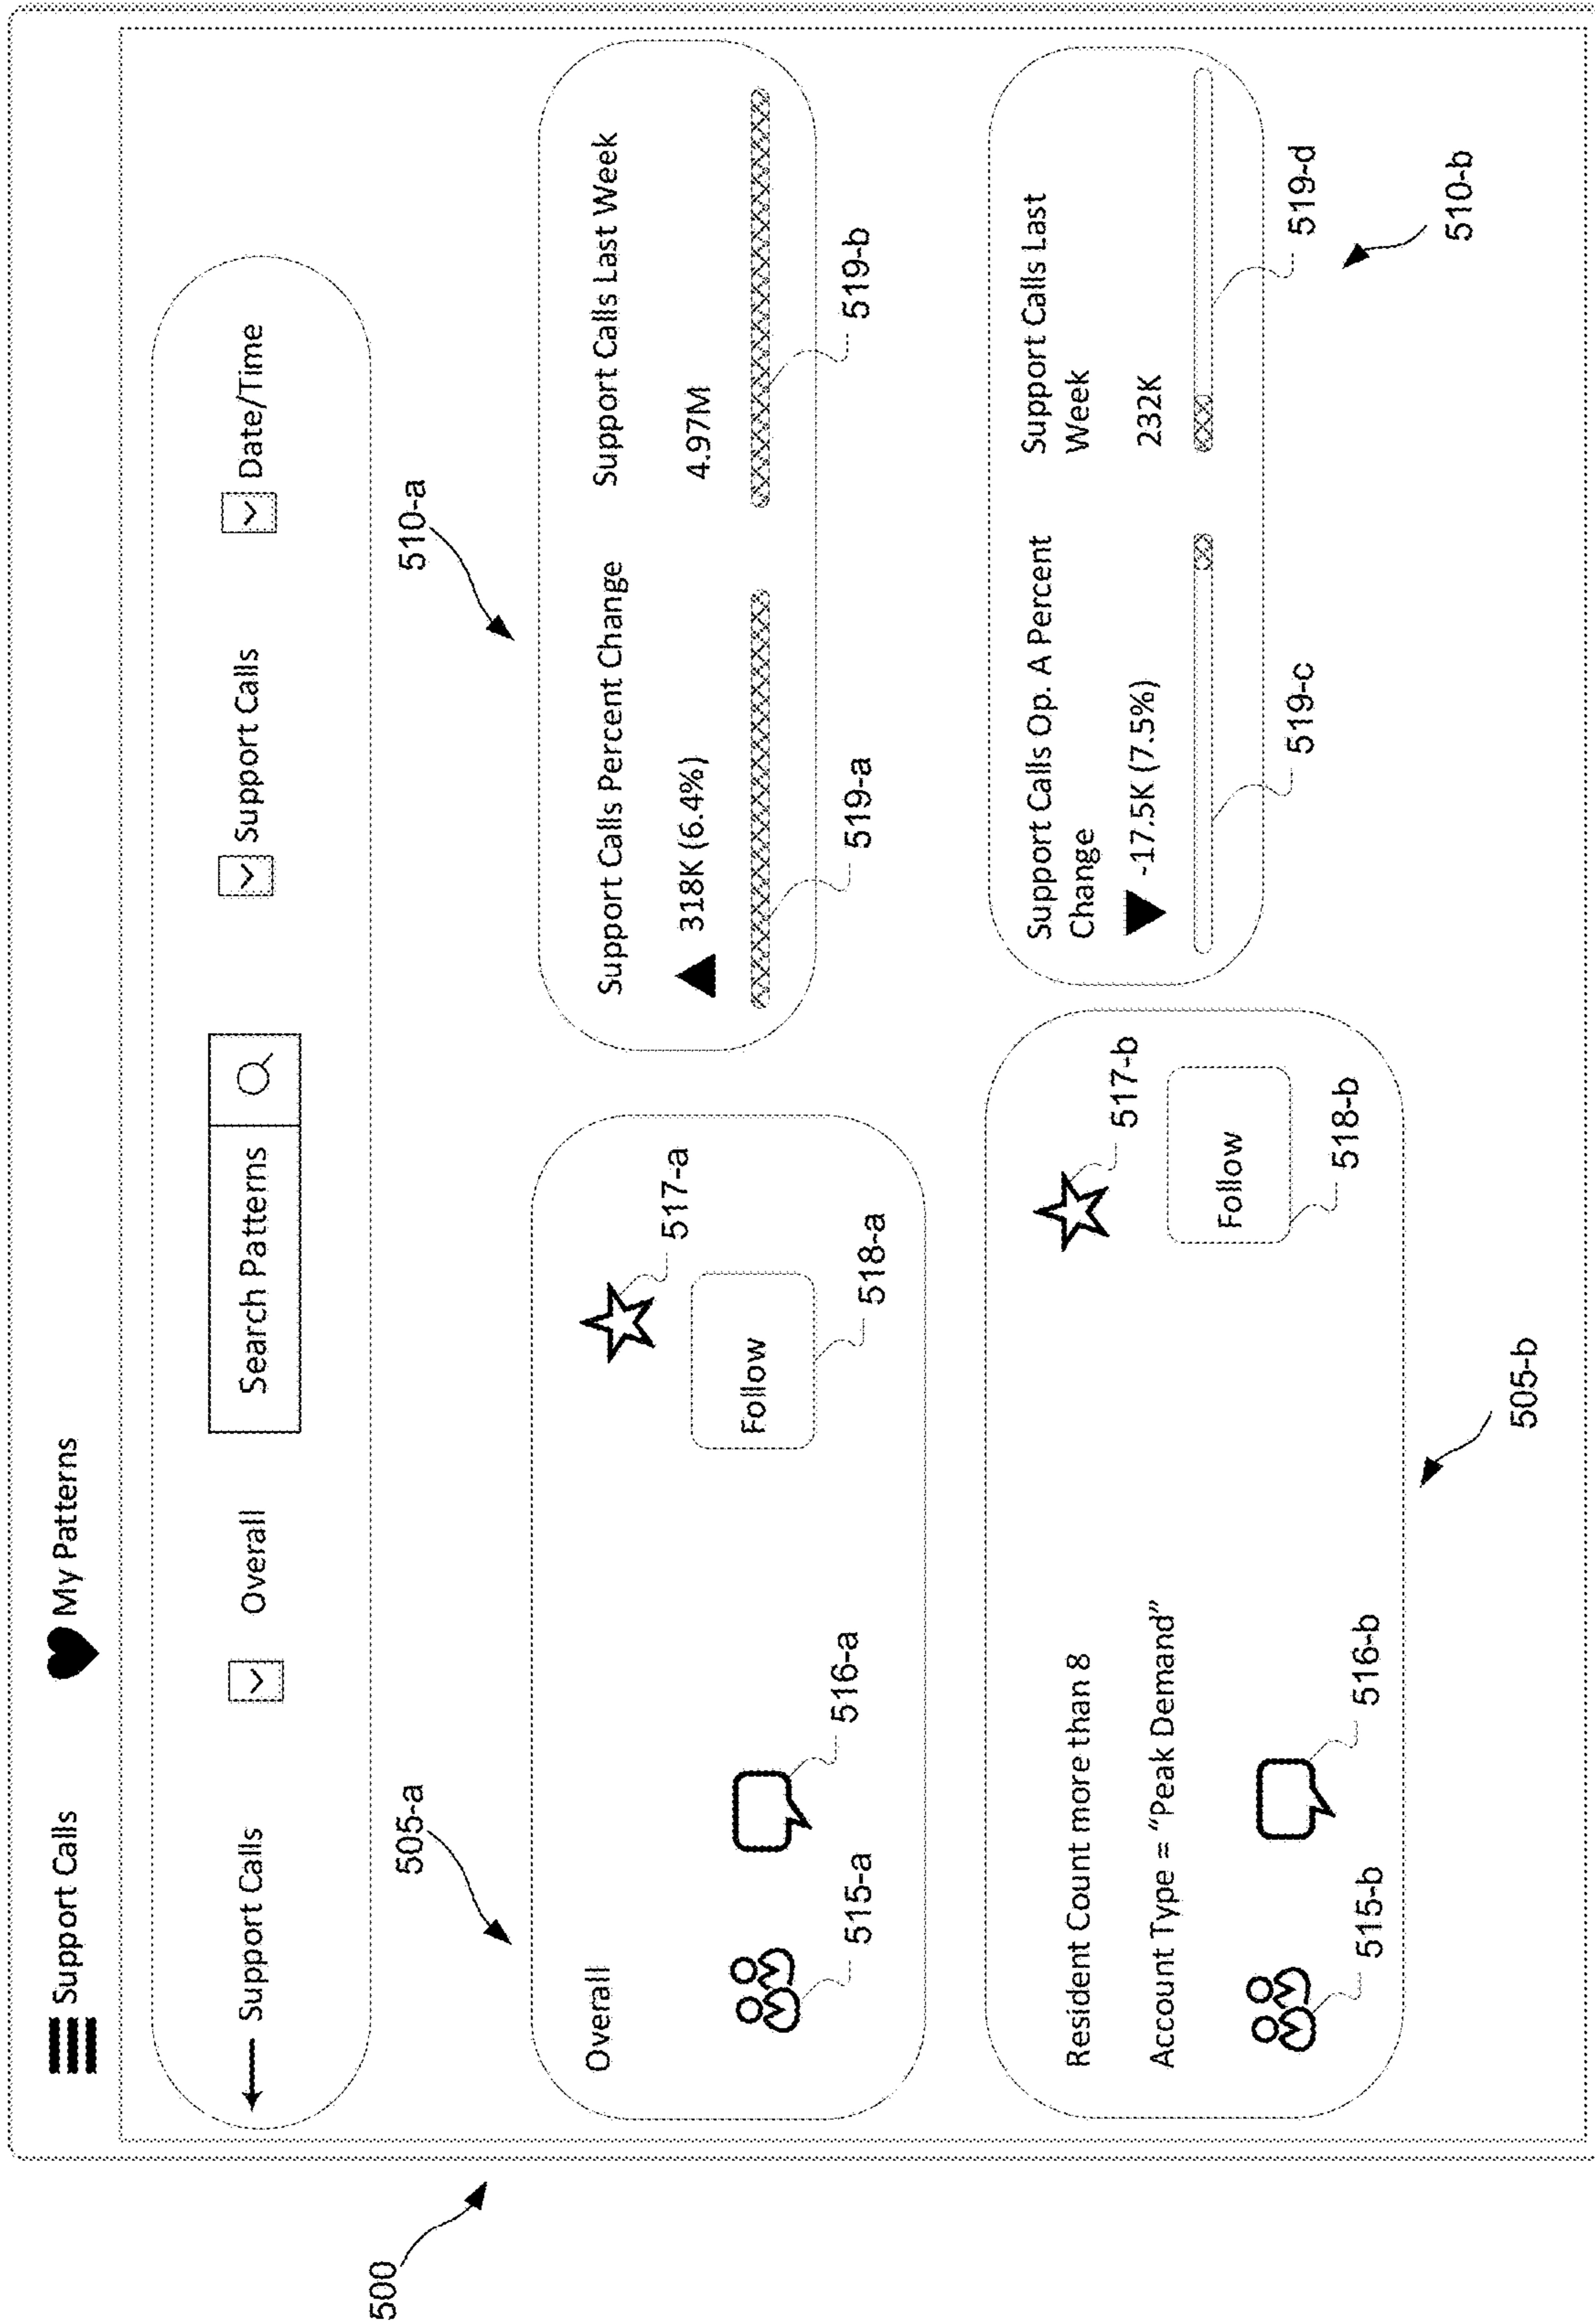 Support Calls
My Patterns
Support Calls
Overall
Search Patterns
Support Calls
Date/Time
500
505-a
510-a
Overall
515-a
516-a
517-a
Follow
518-a
Support Calls Percent Change
318K (6.4%)
519-a
Support Calls Last Week
4.97M
519-b
Resident Count more than 8
Account Type = “Peak Demand”
515-b
516-b
517-b
Follow
518-b
505-b
Support Calls Op. A Percent
Change
-17.5K (7.5%)
519-c
Support Calls Last
Week
232K
519-d
510-b